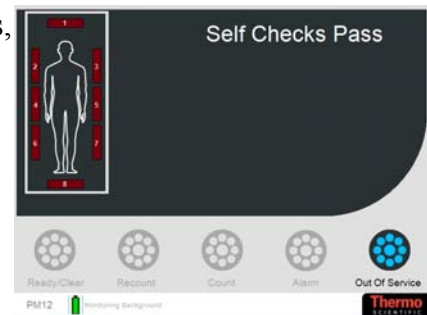 s,
Self Checks Pass
1
2
3
4
5
6
7
8
Ready/Clear
Recount
Count
Alarm
Out Of Service
PM12
Monitoring Background
Thermo
SCIENTIFIC